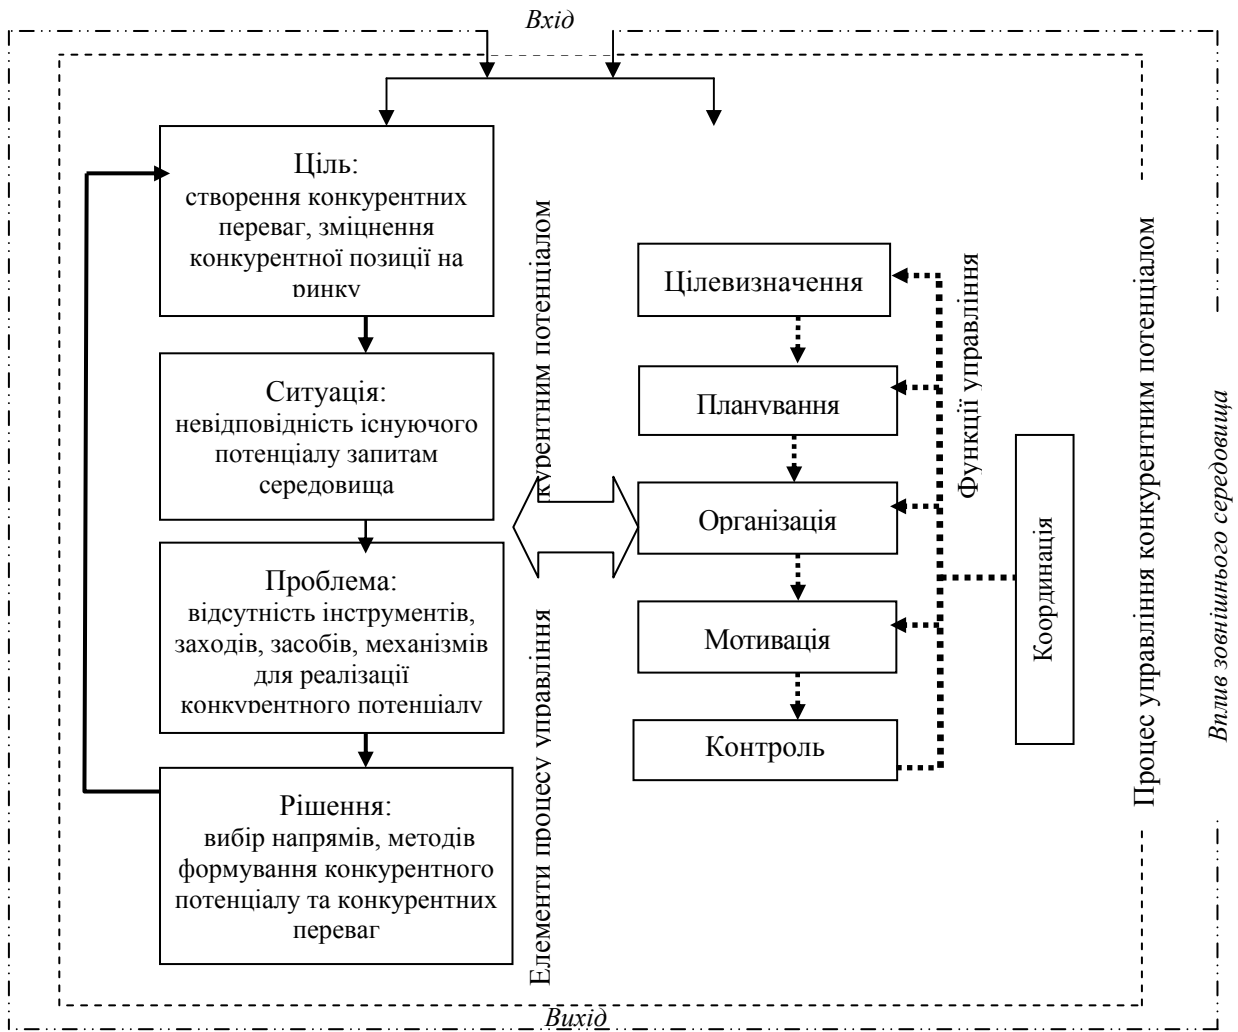 Вхід
Ціль:
створення конкурентних
переваг, зміцнення
конкурентної позиції на
ринку
Ситуація:
невідповідність існуючого
потенціалу запитам
середовища
Проблема:
відсутність інструментів,
заходів, засобів, механізмів
для реалізації
конкурентного потенціалу
Рішення:
вибір напрямів, методів
формування конкурентного
потенціалу та конкурентних
переваг
Елементи процесу управління
курентним потенціалом
Цілевизначення
Планування
Організація
Мотивація
Контроль
Функції управління
Координація
Процес управління конкурентним потенціалом
Вплив зовнішнього середовища
Вихід